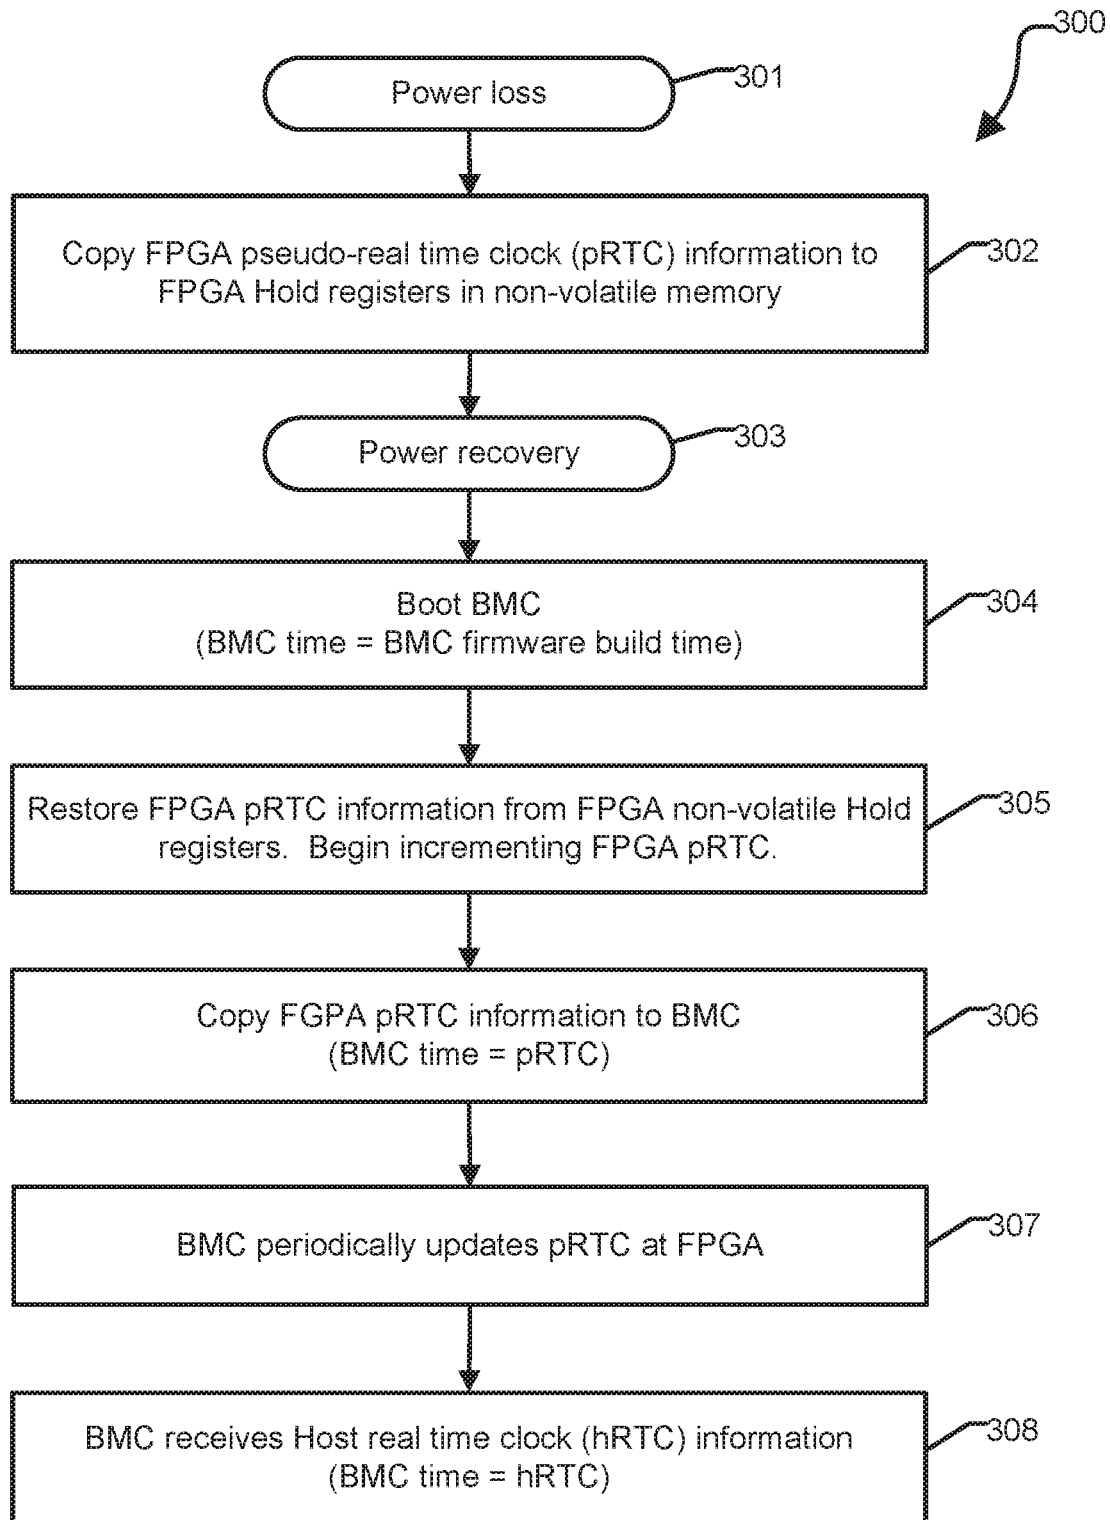 300
Power loss
301
Copy FPGA pseudo-real time clock (pRTC) information to
FPGA Hold registers in non-volatile memory
302
Power recovery
303
Boot BMC
(BMC time = BMC firmware build time)
304
Restore FPGA pRTC information from FPGA non-volatile Hold
registers.  Begin incrementing FPGA pRTC.
305
Copy FGPA pRTC information to BMC
(BMC time = pRTC)
306
BMC periodically updates pRTC at FPGA
307
BMC receives Host real time clock (hRTC) information
(BMC time = hRTC)
308